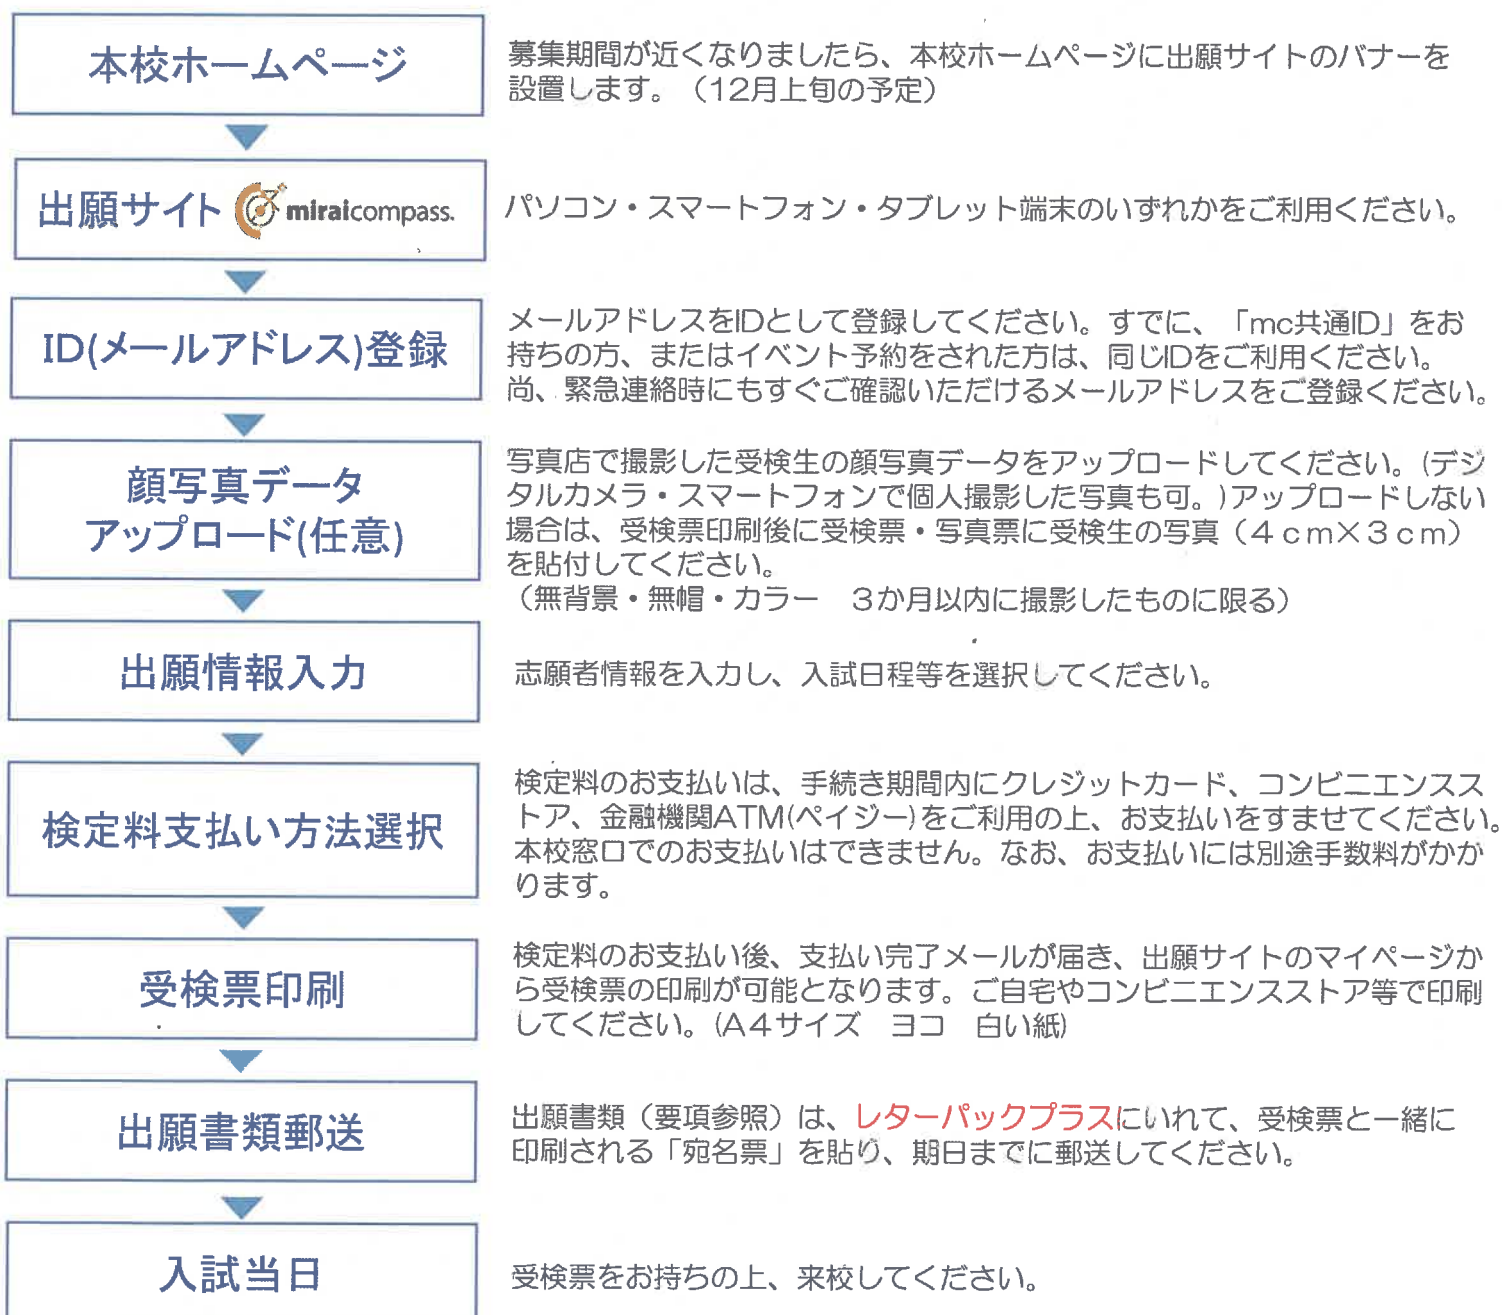 本校ホームページ
募集期間が近くなりましたら、本校ホームページに出願サイトのバナーを
設置します。（12月上旬の予定）
出願サイト miraicompass.
パソコン・スマートフォン・タブレット端末のいずれかをご利用ください。
ID(メールアドレス)登録
メールアドレスをIDとして登録してください。すでに、「mc共通ID」をお
持ちの方、またはイベント予約をされた方は、同じIDをご利用ください。
尚、緊急連絡時にもすぐご確認いただけるメールアドレスをご登録ください。
顔写真データ
アップロード(任意)
写真店で撮影した受検生の顔写真データをアップロードしてください。(デジ
タルカメラ・スマートフォンで個人撮影した写真も可。)アップロードしない
場合は、受検票印刷後に受検票・写真票に受検生の写真（４ｃｍ×３ｃｍ）
を貼付してください。
（無背景・無帽・カラー　３か月以内に撮影したものに限る）
出願情報入力
志願者情報を入力し、入試日程等を選択してください。
検定料支払い方法選択
検定料のお支払いは、手続き期間内にクレジットカード、コンビニエンスス
トア、金融機関ATM(ペイジー)をご利用の上、お支払いをすませてください。
本校窓口でのお支払いはできません。なお、お支払いには別途手数料がかか
ります。
受検票印刷
検定料のお支払い後、支払い完了メールが届き、出願サイトのマイページか
ら受検票の印刷が可能となります。ご自宅やコンビニエンスストア等で印刷
してください。(A４サイズ　ヨコ　白い紙)
出願書類郵送
出願書類（要項参照）は、レターパックプラスにいれて、受検票と一緒に
印刷される「宛名票」を貼り、期日までに郵送してください。
入試当日
受検票をお持ちの上、来校してください。